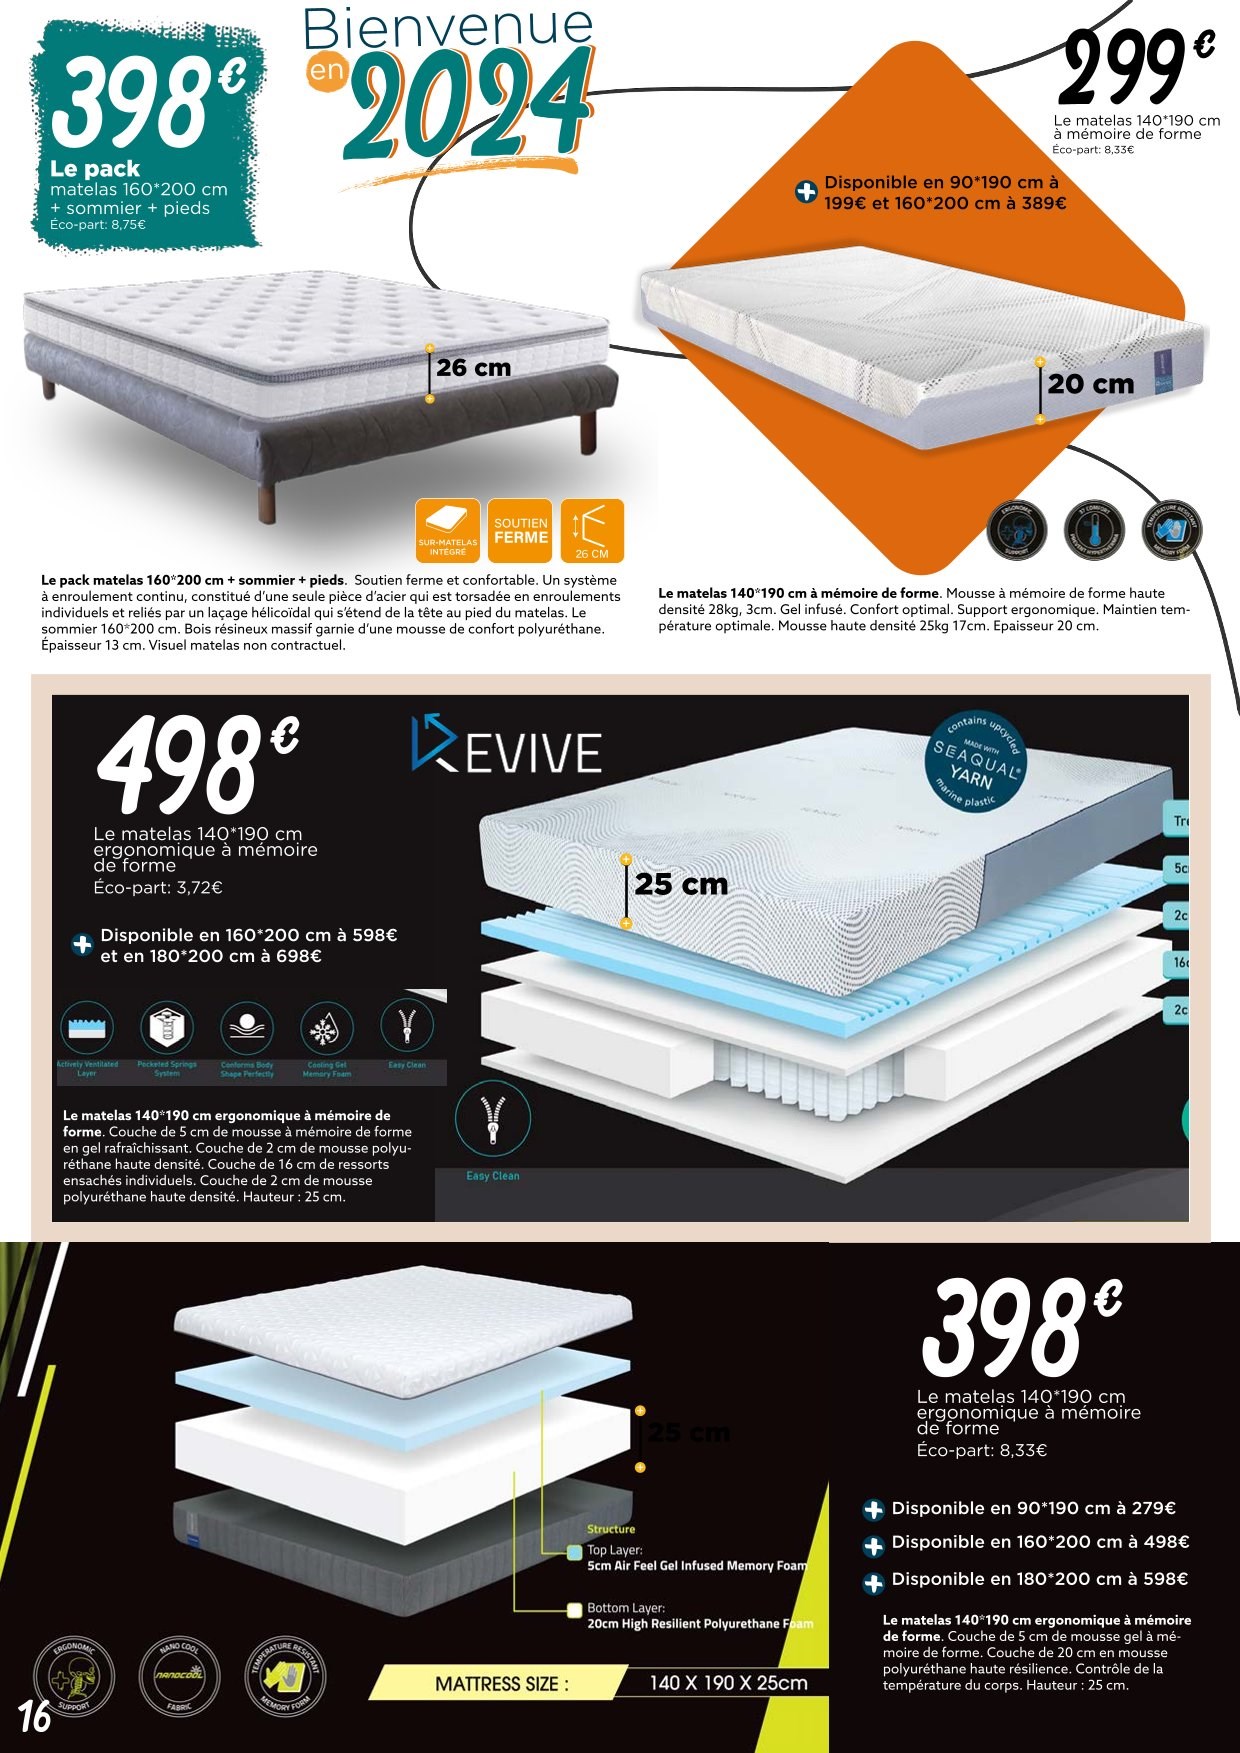 398€
Le pack
matelas 160*200 cm
+ sommier + pieds
Éco-part: 8,75€
Bienvenue
en
2024
299€
Le matelas 140*190 cm
à mémoire de forme
Éco-part: 8,33€
Disponible en 90*190 cm à
199€ et 160*200 cm à 389€
26 cm
20 cm
SUR-MATELAS
INTÉGRÉ
SOUTIEN
FERME
26 CM
ERGONOMIC
SUPPORT
TEMPERATURE RESISTANT
MEMORY FORM
Le pack matelas 160*200 cm + sommier + pieds. Soutien ferme et confortable. Un système
à enroulement continu, constitué d'une seule pièce d'acier qui est torsadée en enroulements
individuels et reliés par un laçage hélicoïdal qui s'étend de la tête au pied du matelas. Le
sommier 160*200 cm. Bois résineux massif garnie d'une mousse de confort polyuréthane.
Épaisseur 13 cm. Visuel matelas non contractuel.
Le matelas 140*190 cm à mémoire de forme. Mousse à mémoire de forme haute
densité 28kg, 3cm. Gel infusé. Confort optimal. Support ergonomique. Maintien tem-
pérature optimale. Mousse haute densité 25kg 17cm. Epaisseur 20 cm.
498€
Le matelas 140*190 cm
ergonomique à mémoire
de forme
Éco-part: 3,72€
Disponible en 160*200 cm à 598€
et en 180*200 cm à 698€
REVIVE
contains upcycled
MADE WITH
SEAQUAL®
YARN
marine plastic
25 cm
Tre
5c
2c
16c
2c
Actively Ventilated
Layer
Pocketed Springs
System
Conforms Body
Shape Perfectly
Cooling Gel
Memory Foam
Easy Clean
Easy Clean
Le matelas 140*190 cm ergonomique à mémoire de
forme. Couche de 5 cm de mousse à mémoire de forme
en gel rafraîchissant. Couche de 2 cm de mousse polyu-
réthane haute densité. Couche de 16 cm de ressorts
ensachés individuels. Couche de 2 cm de mousse
polyuréthane haute densité. Hauteur : 25 cm.
398€
Le matelas 140*190 cm
ergonomique à mémoire
de forme
Éco-part: 8,33€
25 cm
Disponible en 90*190 cm à 279€
Disponible en 160*200 cm à 498€
Disponible en 180*200 cm à 598€
Structure
Top Layer:
5cm Air Feel Gel Infused Memory Foam
Bottom Layer:
20cm High Resilient Polyurethane Foam
Le matelas 140*190 cm ergonomique à mémoire
de forme. Couche de 5 cm de mousse gel à mé-
moire de forme. Couche de 20 cm en mousse
polyuréthane haute résilience. Contrôle de la
température du corps. Hauteur : 25 cm.
ERGONOMIC
SUPPORT
NANO COOL
NANOCOOL
FABRIC
TEMPERATURE RESISTANT
MEMORY FORM
MATTRESS SIZE :
140 X 190 X 25cm
16